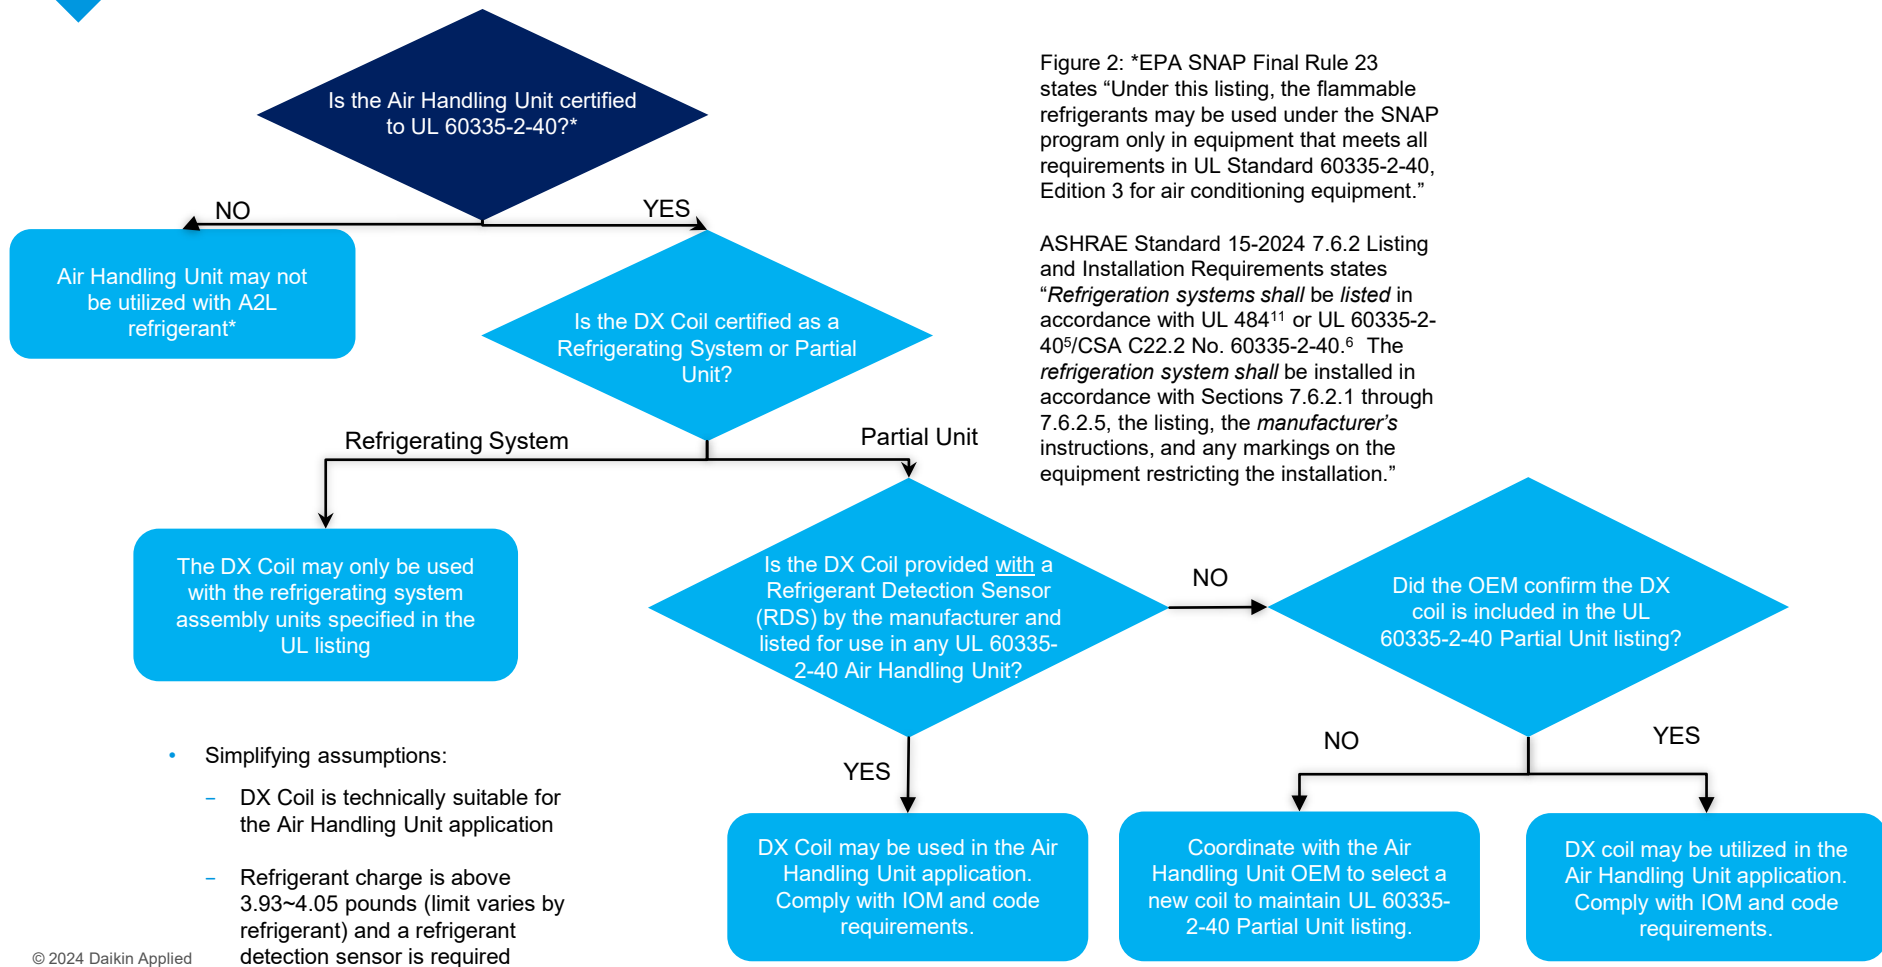 Is the Air Handling Unit certified
to UL 60335-2-40?*
Figure 2: *EPA SNAP Final Rule 23
states “Under this listing, the flammable
refrigerants may be used under the SNAP
program only in equipment that meets all
requirements in UL Standard 60335-2-40,
Edition 3 for air conditioning equipment.”
NO
YES
Air Handling Unit may not
be utilized with A2L
refrigerant*
ASHRAE Standard 15-2024 7.6.2 Listing
and Installation Requirements states
“Refrigeration systems shall be listed in
accordance with UL 484¹¹ or UL 60335-2-
40⁵/CSA C22.2 No. 60335-2-40.⁶  The
refrigeration system shall be installed in
accordance with Sections 7.6.2.1 through
7.6.2.5, the listing, the manufacturer’s
instructions, and any markings on the
equipment restricting the installation.”
Is the DX Coil certified as a
Refrigerating System or Partial
Unit?
Refrigerating System
Partial Unit
The DX Coil may only be used
with the refrigerating system
assembly units specified in the
UL listing
Is the DX Coil provided with a
Refrigerant Detection Sensor
(RDS) by the manufacturer and
listed for use in any UL 60335-
2-40 Air Handling Unit?
NO
Did the OEM confirm the DX
coil is included in the UL
60335-2-40 Partial Unit listing?
YES
NO
YES
• Simplifying assumptions:
– DX Coil is technically suitable for
the Air Handling Unit application
– Refrigerant charge is above
3.93~4.05 pounds (limit varies by
refrigerant) and a refrigerant
detection sensor is required
DX Coil may be used in the Air
Handling Unit application.
Comply with IOM and code
requirements.
Coordinate with the Air
Handling Unit OEM to select a
new coil to maintain UL 60335-
2-40 Partial Unit listing.
DX coil may be utilized in the
Air Handling Unit application.
Comply with IOM and code
requirements.
© 2024 Daikin Applied